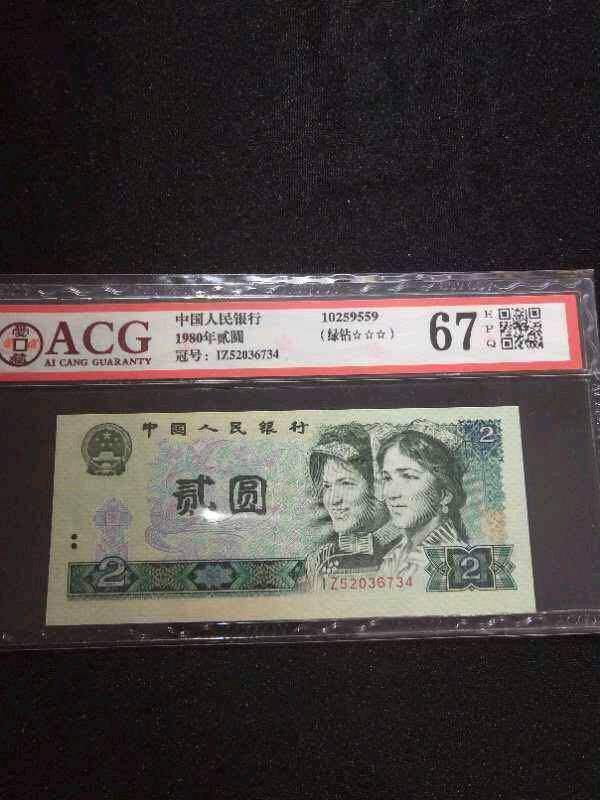 ACG
AI CANG GUARANTY
中国人民银行
1980年贰圆
冠号：IZ52036734
10259559
（绿钻☆☆☆）
67
EPQ
中国人民银行
贰圆
2
2
2
IZ52036734